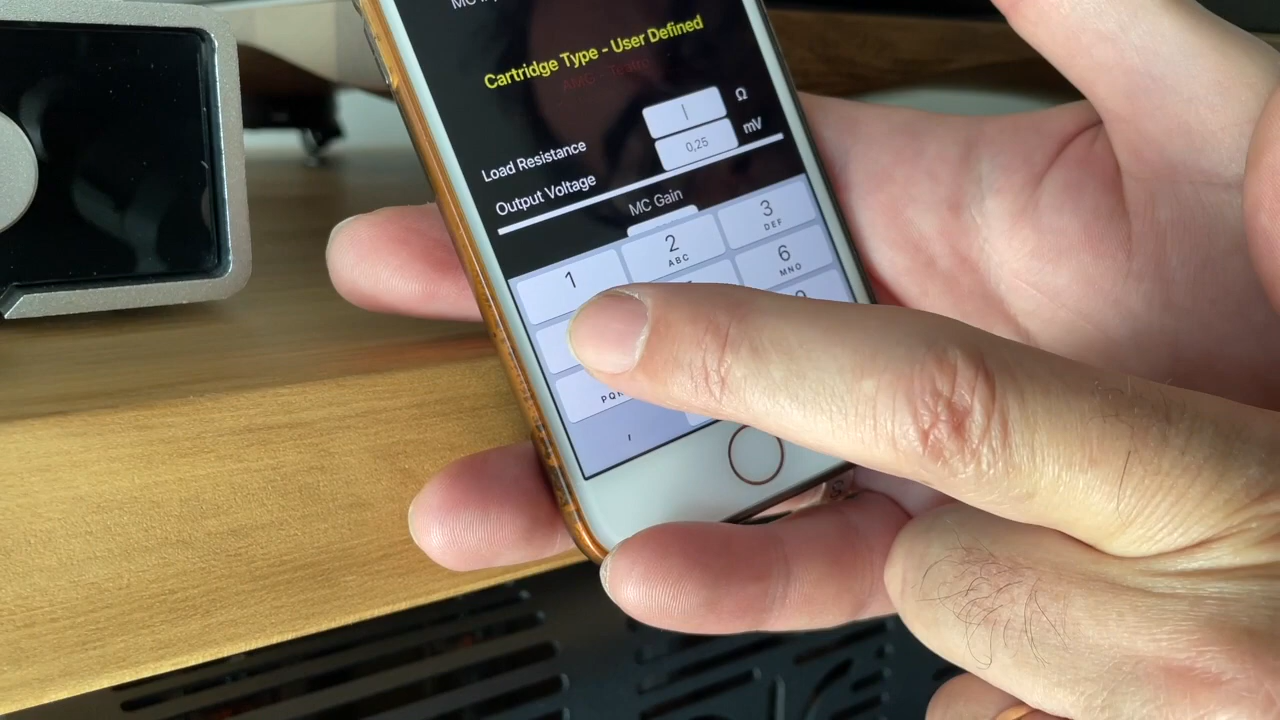 Cartridge Type - User Defined
Load Resistance Ω
Output Voltage 0,25 mV
MC Gain
1
2
ABC
3
DEF
6
MNO
,